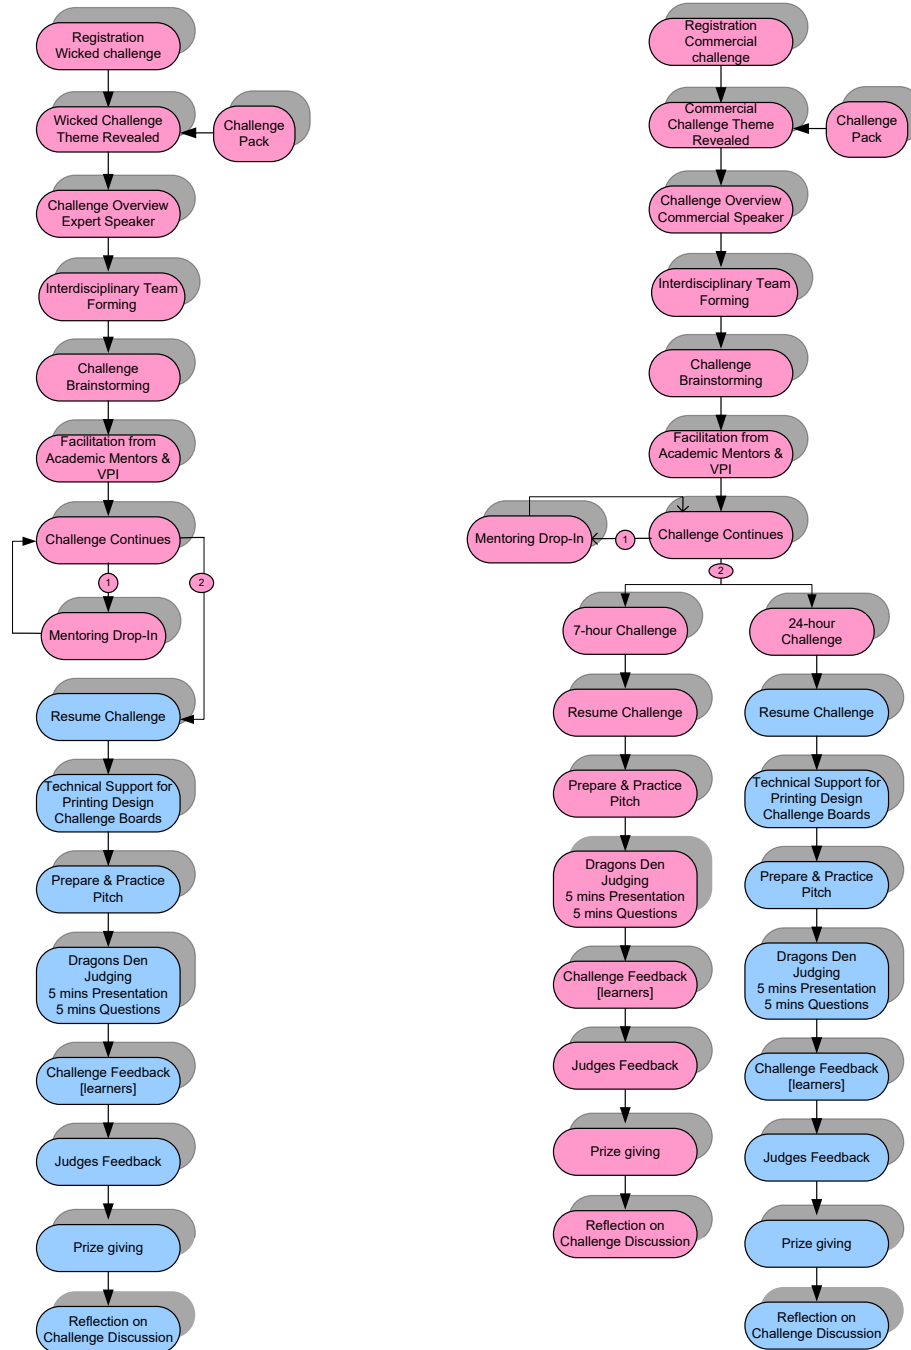 Registration
Wicked challenge
Wicked Challenge
Theme Revealed
Challenge
Pack
Challenge Overview
Expert Speaker
Interdisciplinary Team
Forming
Challenge
Brainstorming
Facilitation from
Academic Mentors &
VPI
Challenge Continues
1
2
Mentoring Drop-In
Resume Challenge
Technical Support for
Printing Design
Challenge Boards
Prepare & Practice
Pitch
Dragons Den
Judging
5 mins Presentation
5 mins Questions
Challenge Feedback
[learners]
Judges Feedback
Prize giving
Reflection on
Challenge Discussion
Registration
Commercial
challenge
Commercial
Challenge Theme
Revealed
Challenge
Pack
Challenge Overview
Commercial Speaker
Interdisciplinary Team
Forming
Challenge
Brainstorming
Facilitation from
Academic Mentors &
VPI
Mentoring Drop-In
1
Challenge Continues
2
7-hour Challenge
Resume Challenge
Prepare & Practice
Pitch
Dragons Den
Judging
5 mins Presentation
5 mins Questions
Challenge Feedback
[learners]
Judges Feedback
Prize giving
Reflection on
Challenge Discussion
24-hour
Challenge
Resume Challenge
Technical Support for
Printing Design
Challenge Boards
Prepare & Practice
Pitch
Dragons Den
Judging
5 mins Presentation
5 mins Questions
Challenge Feedback
[learners]
Judges Feedback
Prize giving
Reflection on
Challenge Discussion